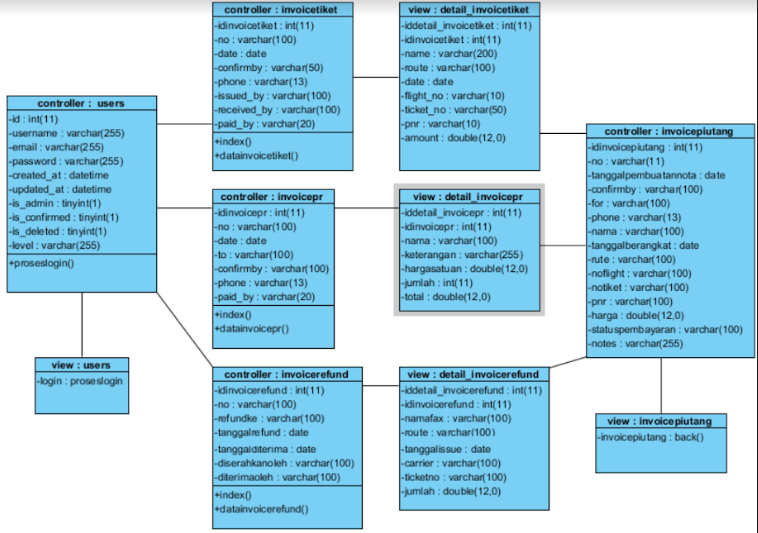 controller : invoicetiket
-idinvoicetiket : int(11)
-no : varchar(100)
-date : date
-confirmby : varchar(50)
-phone : varchar(13)
-issued_by : varchar(100)
-received_by : varchar(100)
-paid_by : varchar(20)
+index()
+datainvoicetiket()
view : detail_invoicetiket
-iddetail_invoicetiket : int(11)
-idinvoicetiket : int(11)
-name : varchar(200)
-route : varchar(100)
-date : date
-flight_no : varchar(10)
-ticket_no : varchar(50)
-pnr : varchar(10)
-amount : double(12,0)
controller : users
-id : int(11)
-username : varchar(255)
-email : varchar(255)
-password : varchar(255)
-created_at : datetime
-updated_at : datetime
-is_admin : tinyint(1)
-is_confirmed : tinyint(1)
-is_deleted : tinyint(1)
-level : varchar(255)
+proseslogin()
controller : invoicepr
-idinvoicepr : int(11)
-no : varchar(100)
-date : date
-to : varchar(100)
-confirmby : varchar(100)
-phone : varchar(13)
-paid_by : varchar(20)
+index()
+datainvoicepr()
view : detail_invoicepr
-iddetail_invoicepr : int(11)
-idinvoicepr : int(11)
-nama : varchar(100)
-keterangan : varchar(255)
-hargasatuan : double(12,0)
-jumlah : int(11)
-total : double(12,0)
controller : invoicepiutang
-idinvoicepiutang : int(11)
-no : varchar(11)
-tanggalpembuatannota : date
-confirmby : varchar(100)
-for : varchar(100)
-phone : varchar(13)
-nama : varchar(100)
-tanggalberangkat : date
-rute : varchar(100)
-noflight : varchar(100)
-notiket : varchar(100)
-pnr : varchar(100)
-harga : double(12,0)
-statuspembayaran : varchar(100)
-notes : varchar(255)
view : users
-login : proseslogin
controller : invoicerefund
-idinvoicerefund : int(11)
-no : varchar(100)
-refundke : varchar(100)
-tanggalrefund : date
-tanggalditerima : date
-diserahkanoleh : varchar(100)
-diterimaoleh : varchar(100)
+index()
+datainvoicerefund()
view : detail_invoicerefund
-iddetail_invoicerefund : int(11)
-idinvoicerefund : int(11)
-namafax : varchar(100)
-route : varchar(100)
-tanggalissue : date
-carrier : varchar(100)
-ticketno : varchar(100)
-jumlah : double(12,0)
view : invoicepiutang
-invoicepiutang : back()